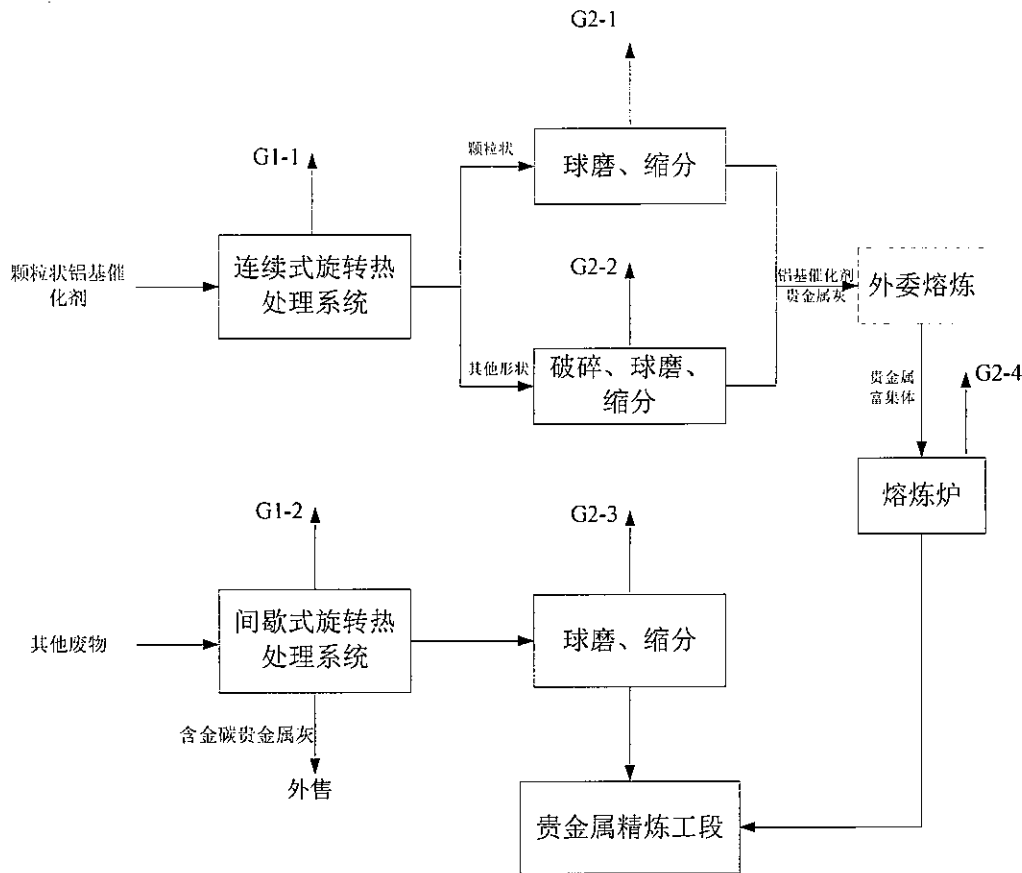 G2-1
G1-1
颗粒状
球磨、缩分
颗粒状铝基催
化剂
连续式旋转热
处理系统
G2-2
铝基催化剂
贵金属灰
外委熔炼
其他形状
破碎、球磨、
缩分
贵金属
富集体
G2-4
熔炼炉
G1-2
G2-3
其他废物
间歇式旋转热
处理系统
球磨、缩分
含金碳贵金属灰
外售
贵金属精炼工段